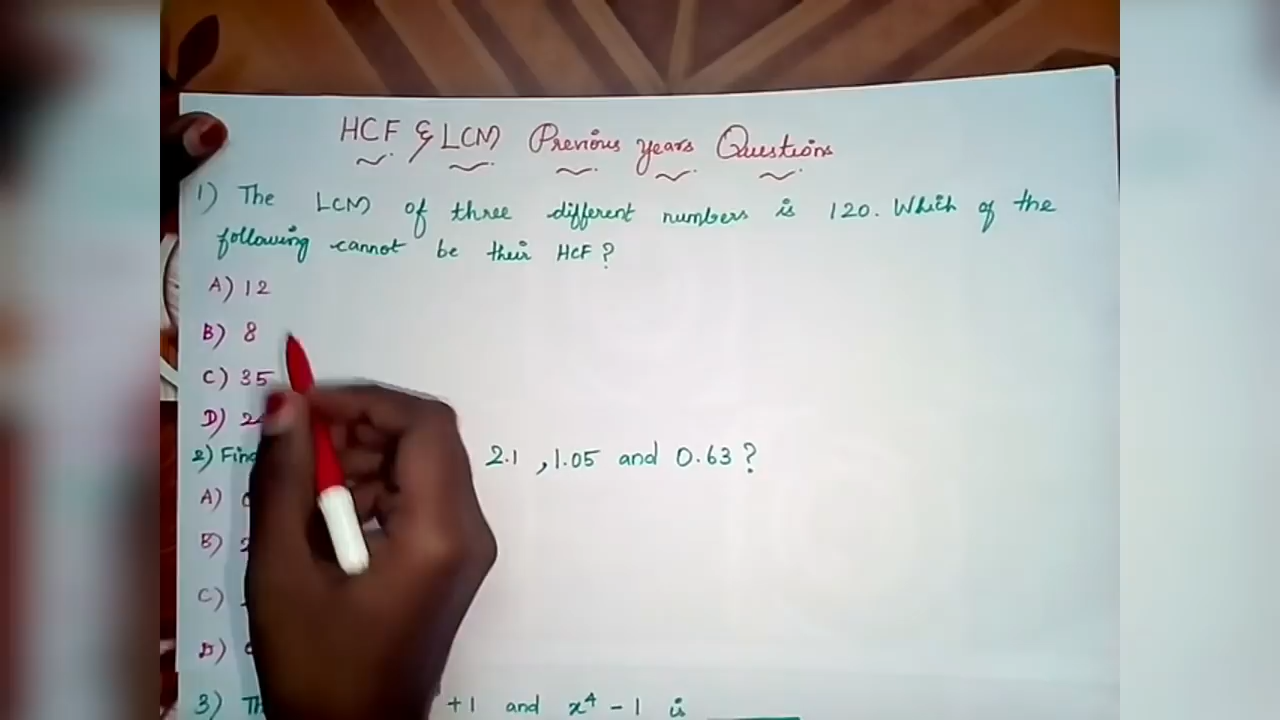 HCF & LCM Previous years Questions
1) The LCM of three different numbers is 120. Which of the
following cannot be their HCF?
A) 12
B) 8
C) 35
D)
2) 2.1 , 1.05 and 0.63 ?
A)
B)
C)
D)
3) +1 and x⁴ - 1 is ______